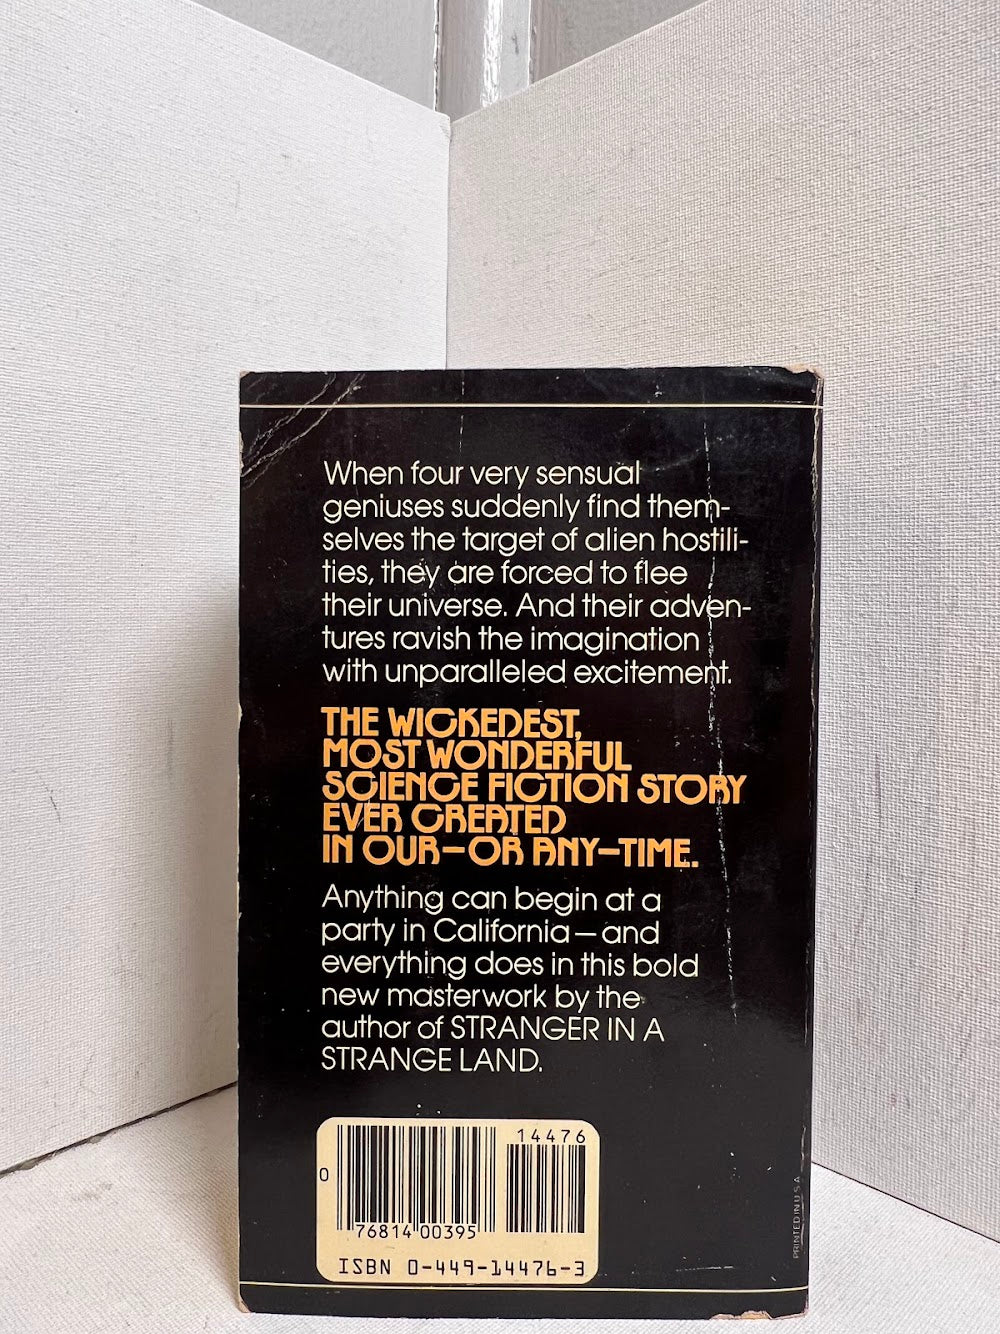 When four very sensual
geniuses suddenly find them-
selves the target of alien hostili-
ties, they are forced to flee
their universe. And their adven-
tures ravish the imagination
with unparalleled excitement.
THE WICKEDEST,
MOST WONDERFUL
SCIENCE FICTION STORY
EVER CREATED
IN OUR—OR ANY—TIME.
Anything can begin at a
party in California—and
everything does in this bold
new masterwork by the
author of STRANGER IN A
STRANGE LAND.
14476
0
76814 00395
ISBN 0-449-14476-3
PRINTED IN U.S.A.